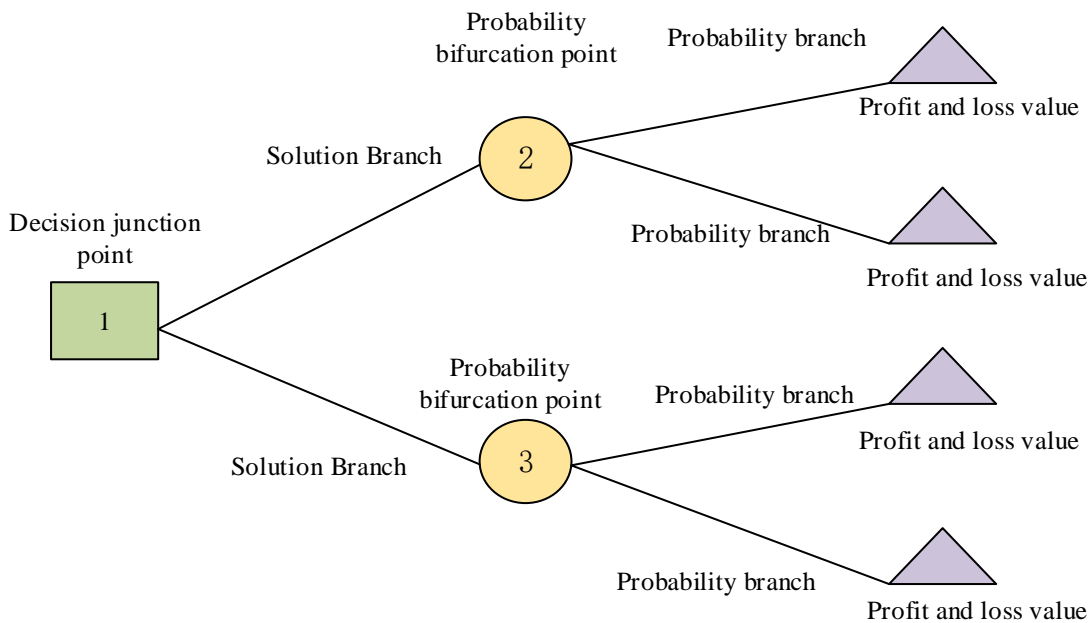 Probability
bifurcation point
Probability branch
Profit and loss value
2
Solution Branch
Probability branch
Profit and loss value
Decision junction
point
1
Probability
bifurcation point
Probability branch
Profit and loss value
3
Solution Branch
Probability branch
Profit and loss value